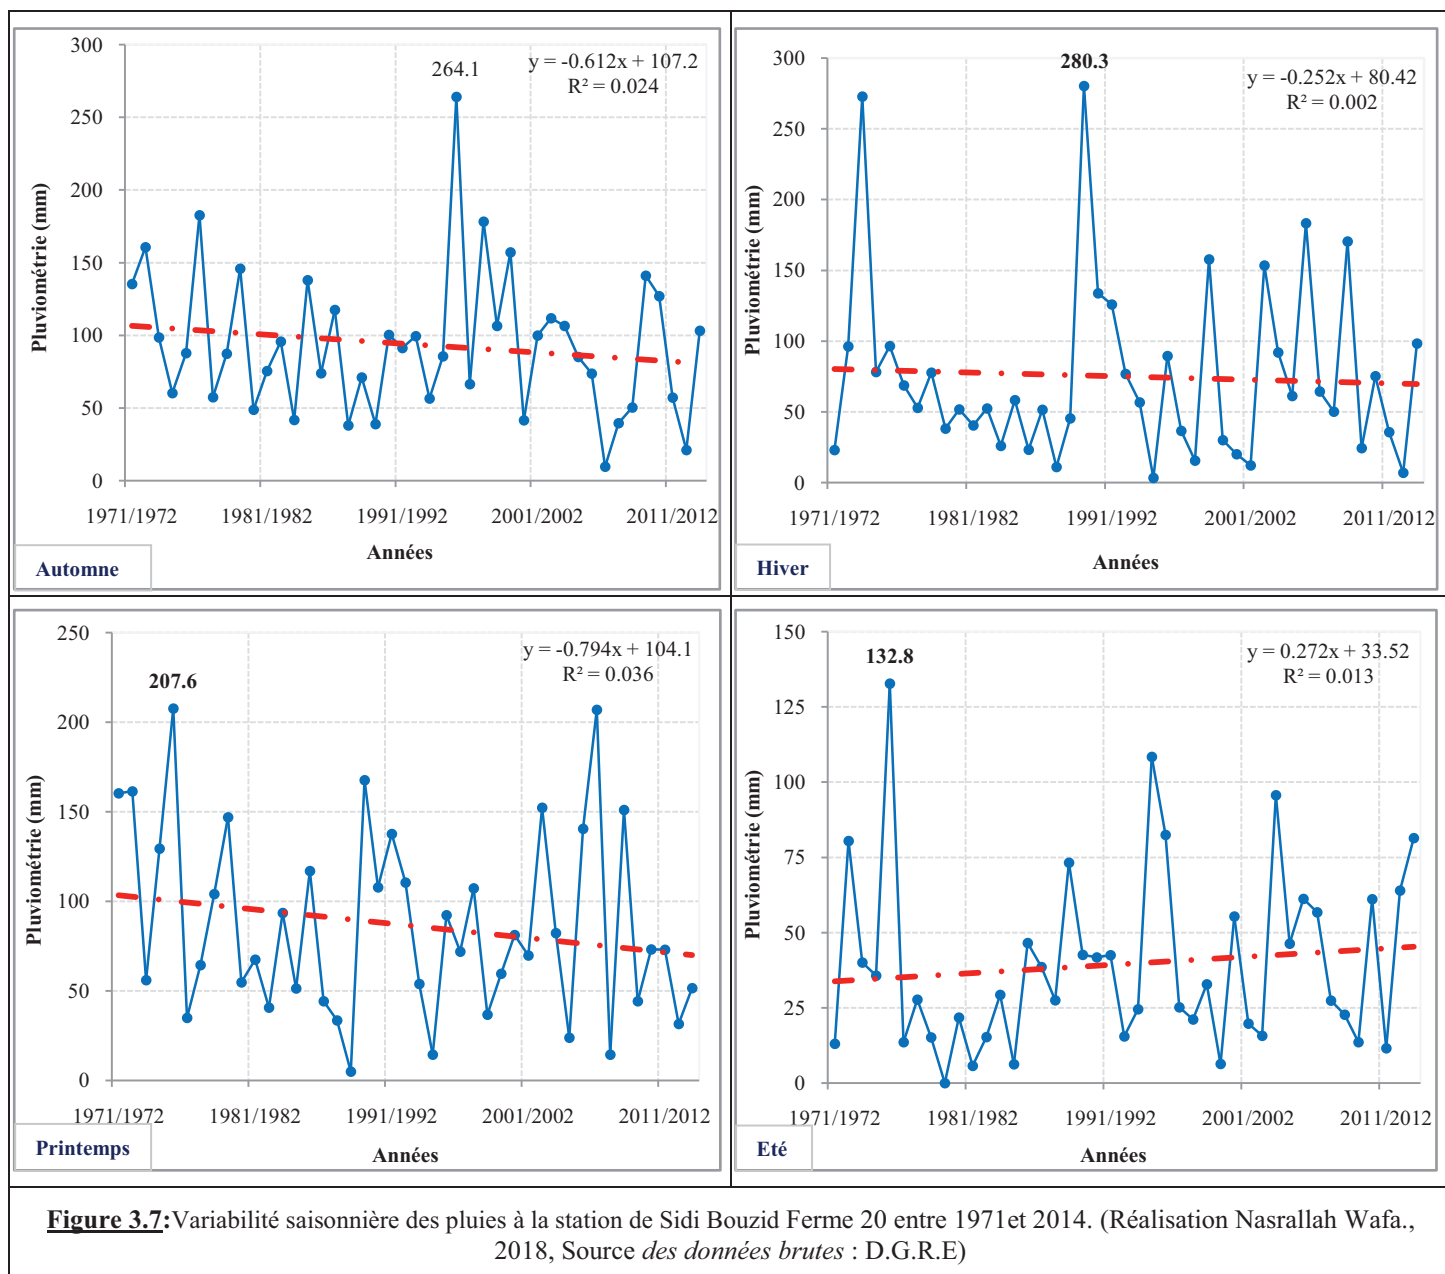 300
250
200
150
100
50
0
Pluviométrie (mm)
264.1
y = -0.612x + 107.2
R² = 0.024
1971/1972 1981/1982 1991/1992 2001/2002 2011/2012
Années
Automne
300
250
200
150
100
50
0
Pluviométrie (mm)
280.3
y = -0.252x + 80.42
R² = 0.002
1971/1972 1981/1982 1991/1992 2001/2002 2011/2012
Années
Hiver
250
200
150
100
50
0
Pluviométrie (mm)
207.6
y = -0.794x + 104.1
R² = 0.036
1971/1972 1981/1982 1991/1992 2001/2002 2011/2012
Années
Printemps
150
125
100
75
50
25
0
Pluviométrie (mm)
132.8
y = 0.272x + 33.52
R² = 0.013
1971/1972 1981/1982 1991/1992 2001/2002 2011/2012
Années
Eté
Figure 3.7:Variabilité saisonnière des pluies à la station de Sidi Bouzid Ferme 20 entre 1971et 2014. (Réalisation Nasrallah Wafa.,
2018, Source des données brutes : D.G.R.E)